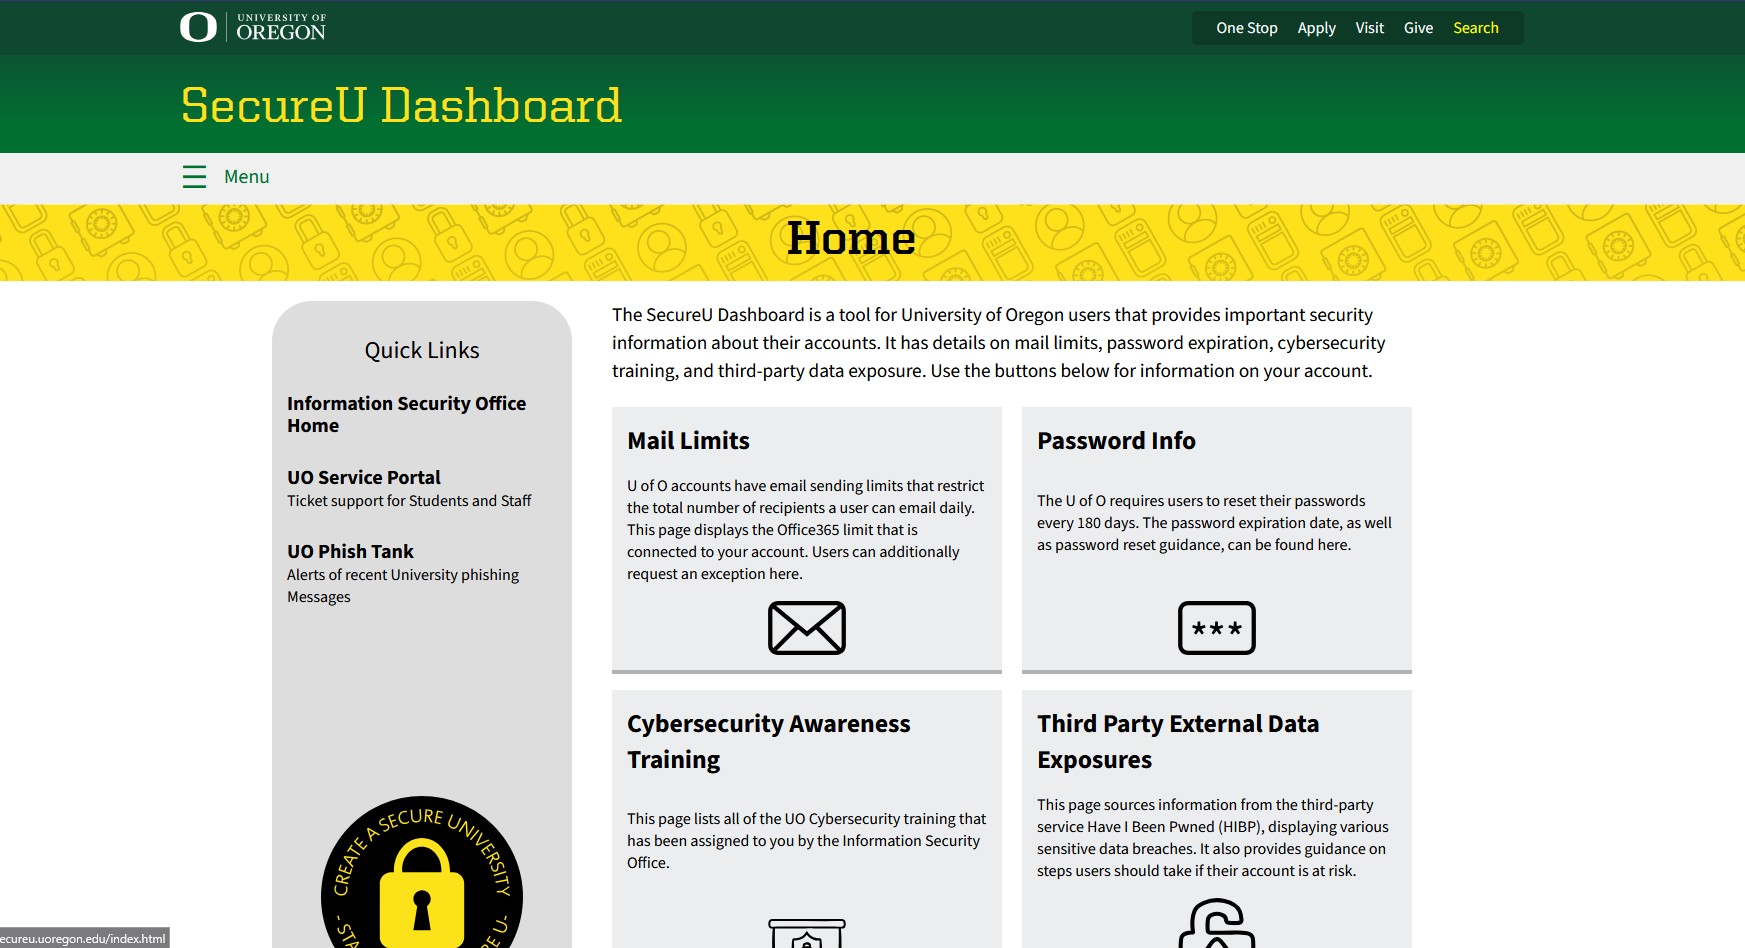 UNIVERSITY OF
OREGON
One Stop Apply Visit Give Search
SecureU Dashboard
Menu
Home
Quick Links
Information Security Office
Home
UO Service Portal
Ticket support for Students and Staff
UO Phish Tank
Alerts of recent University phishing
Messages
CREATE A SECURE UNIVERSITY
The SecureU Dashboard is a tool for University of Oregon users that provides important security
information about their accounts. It has details on mail limits, password expiration, cybersecurity
training, and third-party data exposure. Use the buttons below for information on your account.
Mail Limits
U of O accounts have email sending limits that restrict
the total number of recipients a user can email daily.
This page displays the Office365 limit that is
connected to your account. Users can additionally
request an exception here.
Password Info
The U of O requires users to reset their passwords
every 180 days. The password expiration date, as well
as password reset guidance, can be found here.
***
Cybersecurity Awareness
Training
This page lists all of the UO Cybersecurity training that
has been assigned to you by the Information Security
Office.
Third Party External Data
Exposures
This page sources information from the third-party
service Have I Been Pwned (HIBP), displaying various
sensitive data breaches. It also provides guidance on
steps users should take if their account is at risk.
ecureu.uoregon.edu/index.html